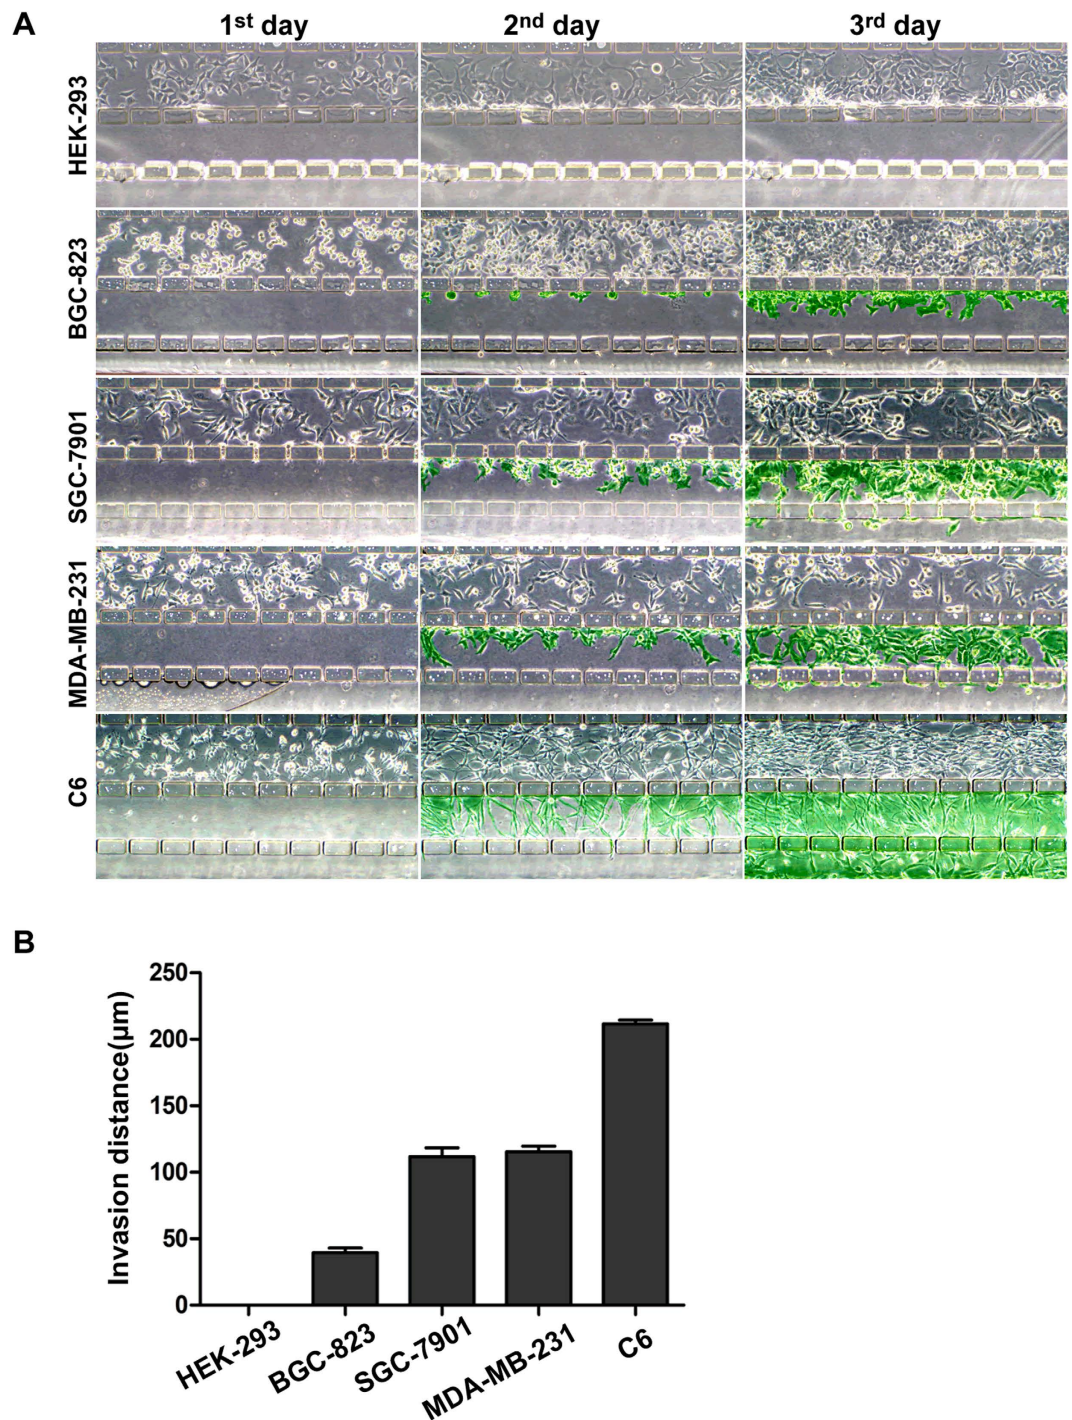 A
1st day 2nd day 3rd day
HEK-293
BGC-823
SGC-7901
MDA-MB-231
C6
B
Invasion distance(μm)
250
200
150
100
50
0
HEK-293 BGC-823 SGC-7901 MDA-MB-231 C6